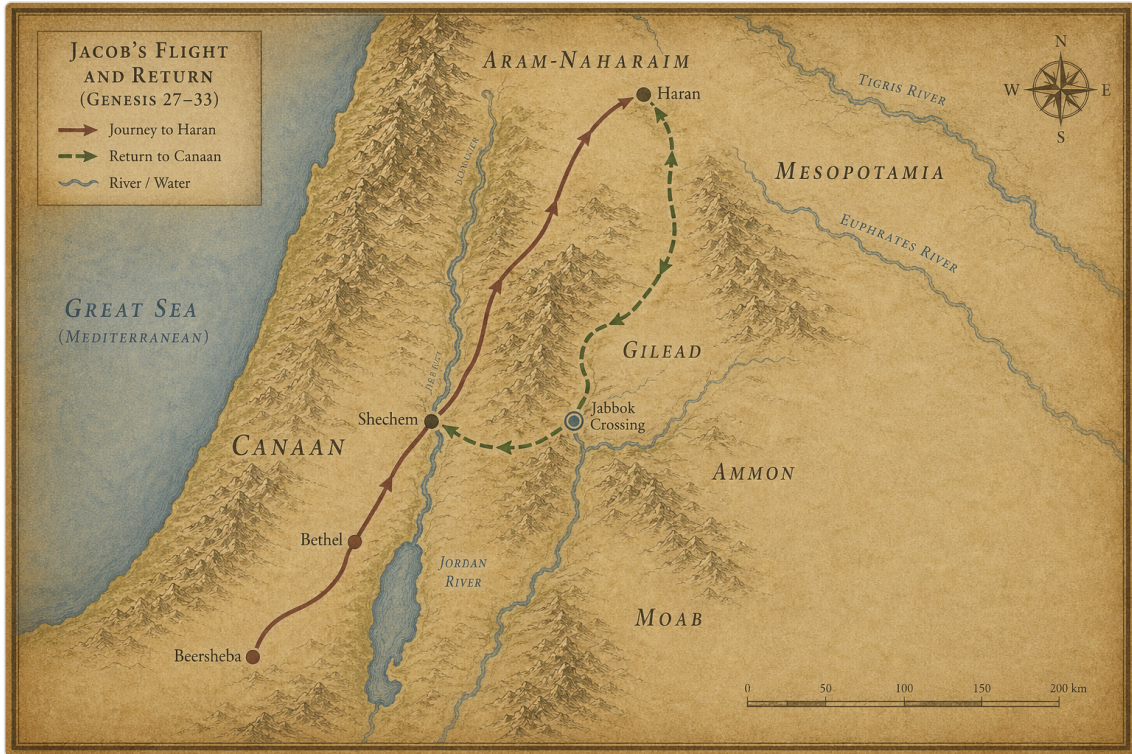 JACOB'S FLIGHT
AND RETURN
(GENESIS 27–33)
Journey to Haran
Return to Canaan
River / Water
ARAM-NAHARAIM
Haran
N
W E
S
TIGRIS RIVER
MESOPOTAMIA
EUPHRATES RIVER
GREAT SEA
(MEDITERRANEAN)
GILEAD
Shechem
Jabbok
Crossing
CANAAN
AMMON
Bethel
JORDAN
RIVER
MOAB
Beersheba
0 50 100 150 200 km